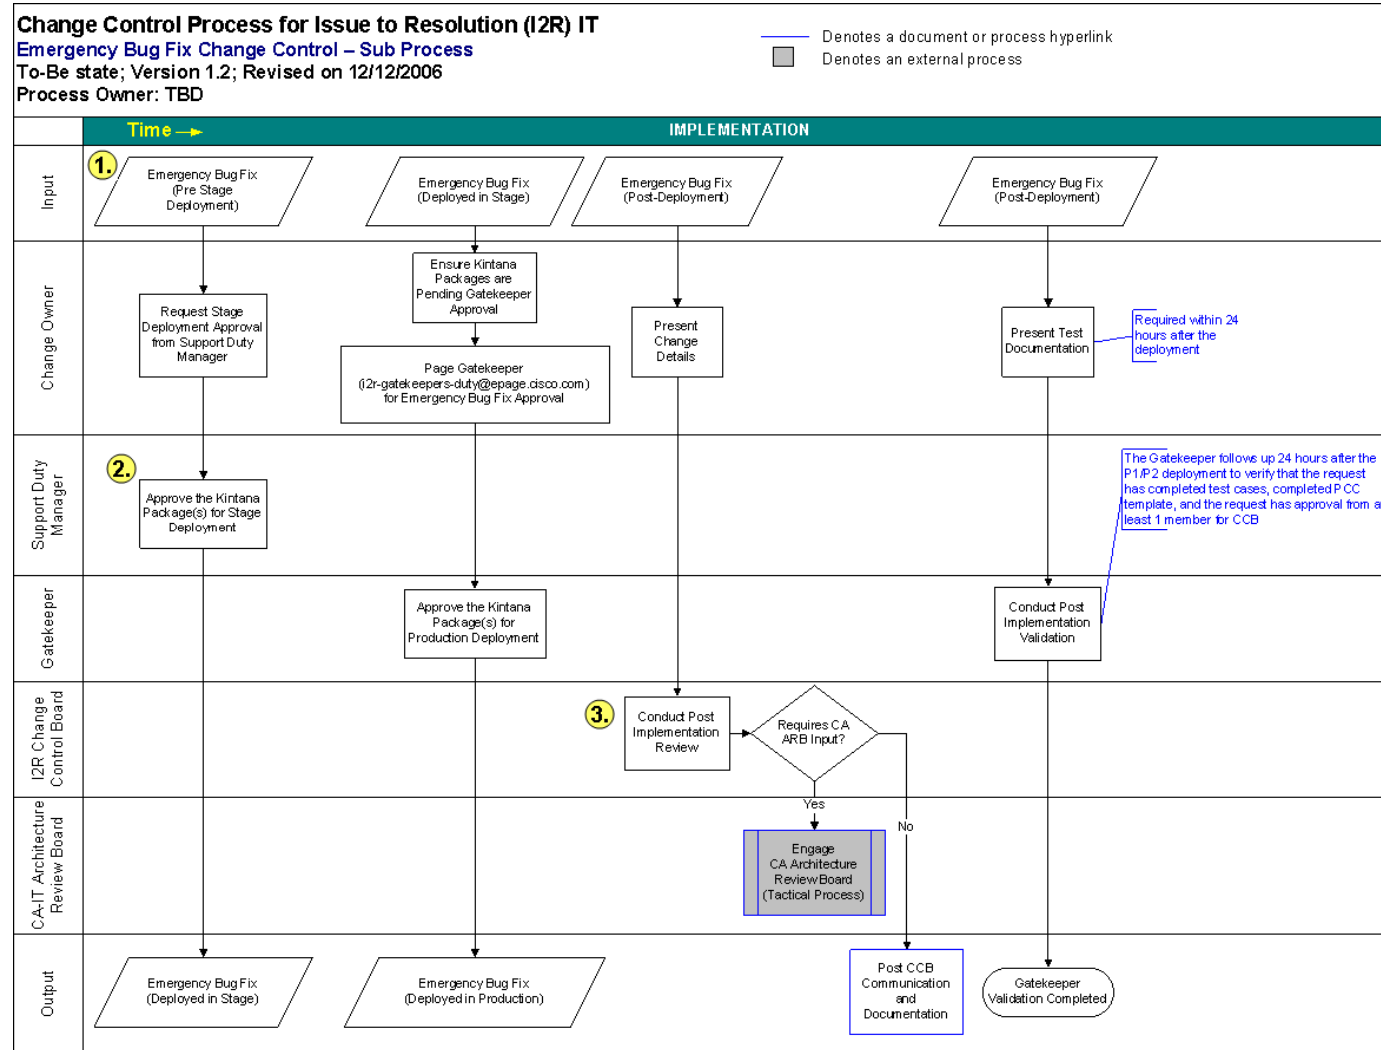 Change Control Process for Issue to Resolution (I2R) IT
Emergency Bug Fix Change Control – Sub Process
To-Be state; Version 1.2; Revised on 12/12/2006
Process Owner: TBD
Denotes a document or process hyperlink
Denotes an external process
Time
IMPLEMENTATION
Input
1.
Emergency Bug Fix
(Pre Stage
Deployment)
Emergency Bug Fix
(Deployed in Stage)
Emergency Bug Fix
(Post-Deployment)
Emergency Bug Fix
(Post-Deployment)
Change Owner
Request Stage
Deployment Approval
from Support Duty
Manager
Ensure Kintana
Packages are
Pending Gatekeeper
Approval
Page Gatekeeper
(i2r-gatekeepers-duty@epage.cisco.com)
for Emergency Bug Fix Approval
Present
Change
Details
Present Test
Documentation
Required within 24
hours after the
deployment
Support Duty
Manager
2.
Approve the Kintana
Package(s) for Stage
Deployment
The Gatekeeper follows up 24 hours after the
P1/P2 deployment to verify that the request
has completed test cases, completed PCC
template, and the request has approval from a
least 1 member for CCB
Gatekeeper
Approve the Kintana
Package(s) for
Production Deployment
Conduct Post
Implementation
Validation
I2R Change
Control Board
3.
Conduct Post
Implementation
Review
Requires CA
ARB Input?
Yes
No
CA-IT Architecture
Review Board
Engage
CA Architecture
Review Board
(Tactical Process)
Output
Emergency Bug Fix
(Deployed in Stage)
Emergency Bug Fix
(Deployed in Production)
Post CCB
Communication
and
Documentation
Gatekeeper
Validation Completed